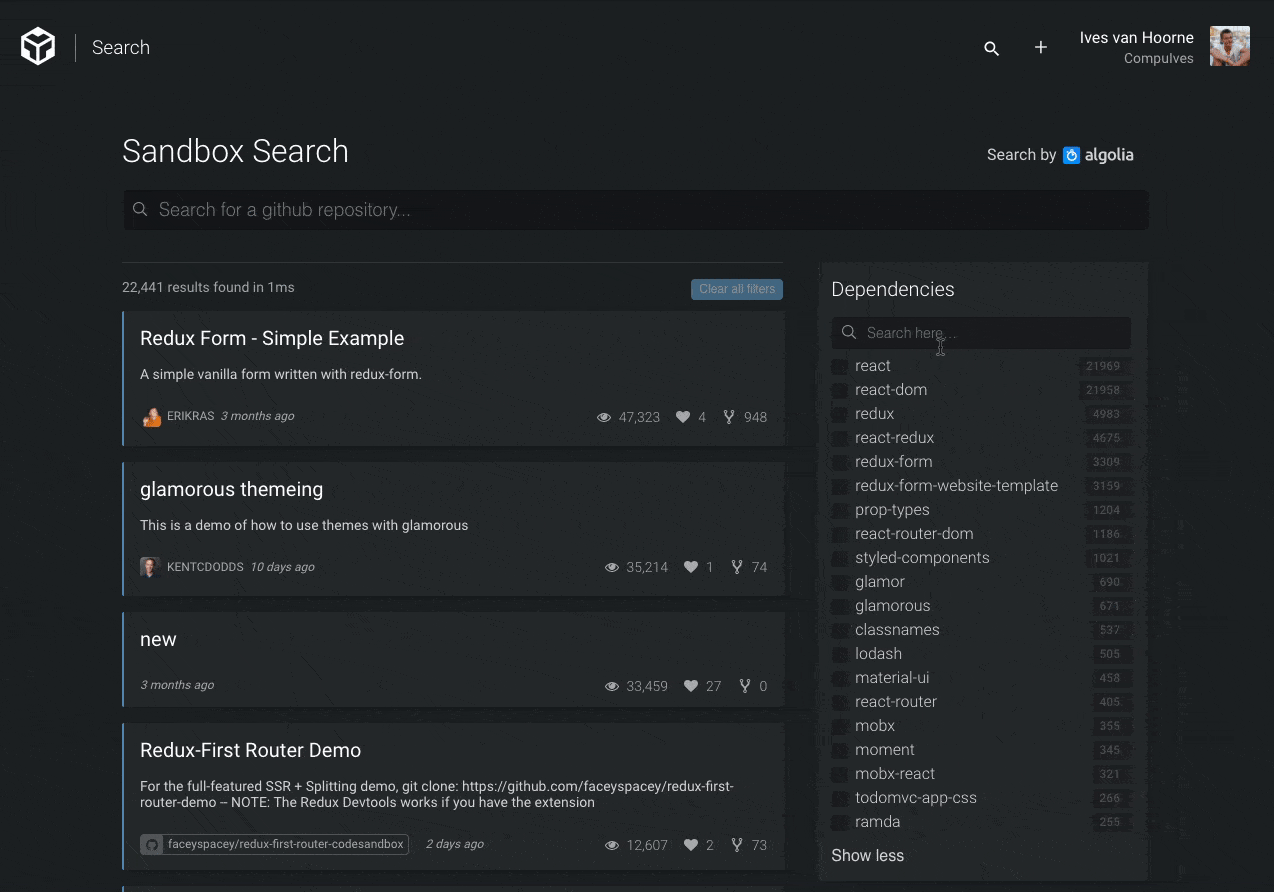 Search
Ives van Hoorne
Compulves
Sandbox Search
Search by algolia
Search for a github repository...
22,441 results found in 1ms
Clear all filters
Redux Form - Simple Example
A simple vanilla form written with redux-form.
ERIKRAS 3 months ago
47,323 4 948
glamorous themeing
This is a demo of how to use themes with glamorous
KENTCDODDS 10 days ago
35,214 1 74
new
3 months ago
33,459 27 0
Redux-First Router Demo
For the full-featured SSR + Splitting demo, git clone: https://github.com/faceyspacey/redux-first-
router-demo -- NOTE: The Redux Devtools works if you have the extension
faceyspacey/redux-first-router-codesandbox 2 days ago
12,607 2 73
Dependencies
Search here...
react 21969
react-dom 21958
redux 4983
react-redux 4675
redux-form 3309
redux-form-website-template 3159
prop-types 1204
react-router-dom 1186
styled-components 1021
glamor 690
glamorous 671
classnames 537
lodash 505
material-ui 458
react-router 405
mobx 355
moment 345
mobx-react 321
todomvc-app-css 266
ramda 255
Show less